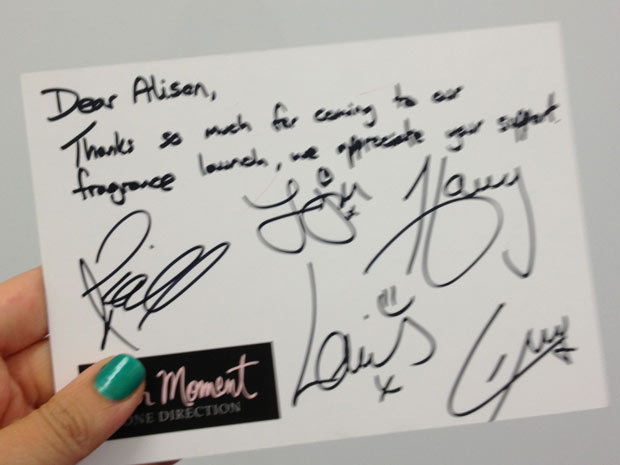 Dear Alison,
Thanks so much for coming to our
fragrance launch, we appreciate your support
Liam x Harry
Niall
Louis x
Moment
ONE DIRECTION